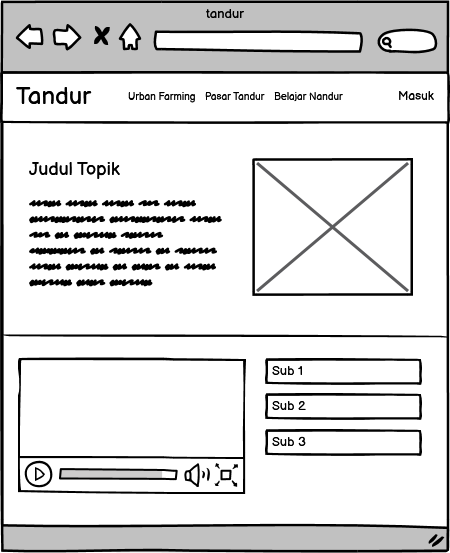 tandur
Tandur Urban Farming Pasar Tandur Belajar Nandur Masuk
Judul Topik
Sub 1
Sub 2
Sub 3